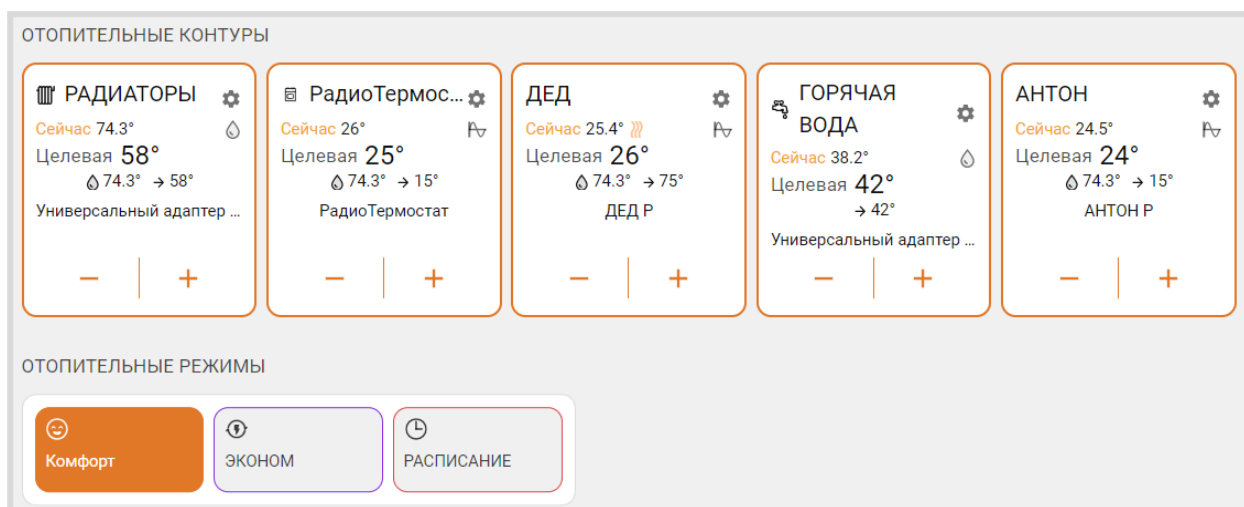 ОТОПИТЕЛЬНЫЕ КОНТУРЫ
РАДИАТОРЫ
Сейчас 74.3°
Целевая 58°
74.3° → 58°
Универсальный адаптер ...
− +
РадиоТермос...
Сейчас 26°
Целевая 25°
74.3° → 15°
РадиоТермостат
− +
ДЕД
Сейчас 25.4°
Целевая 26°
74.3° → 75°
ДЕД Р
− +
ГОРЯЧАЯ
ВОДА
Сейчас 38.2°
Целевая 42°
→ 42°
Универсальный адаптер ...
− +
АНТОН
Сейчас 24.5°
Целевая 24°
74.3° → 15°
АНТОН Р
− +
ОТОПИТЕЛЬНЫЕ РЕЖИМЫ
Комфорт
ЭКОНОМ
РАСПИСАНИЕ